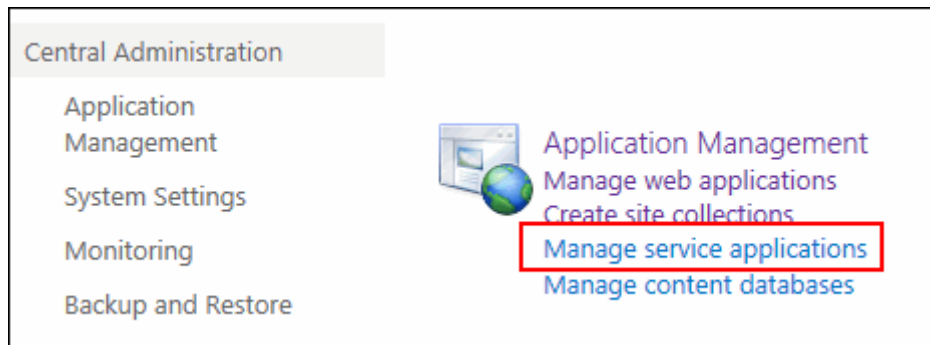 Central Administration
Application
Management
System Settings
Monitoring
Backup and Restore
Application Management
Manage web applications
Create site collections
Manage service applications
Manage content databases